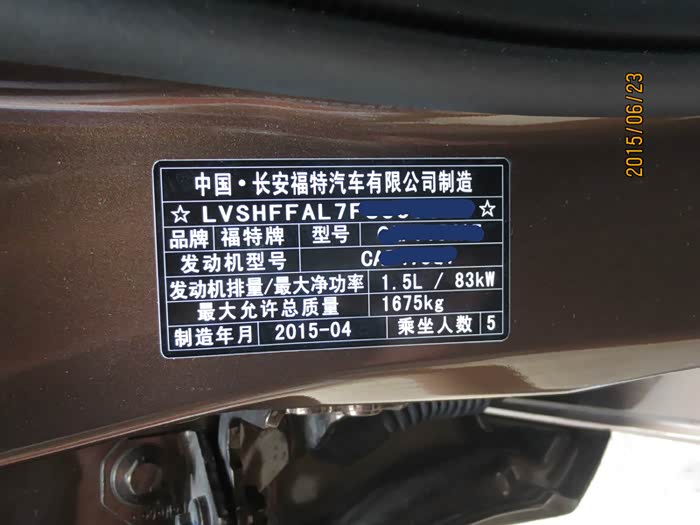 2015/06/23
中国·长安福特汽车有限公司制造
☆ LVSHFFAL7F ☆
品牌 福特牌 型号
发动机型号 CA
发动机排量/最大净功率 1.5L / 83kW
最大允许总质量 1675kg
制造年月 2015-04 乘坐人数 5